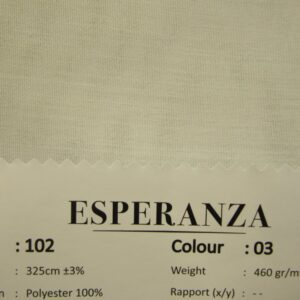 ESPERANZA
: 102 Colour : 03
: 325cm ±3% Weight : 460 gr/m
: Polyester 100% Rapport (x/y) : --